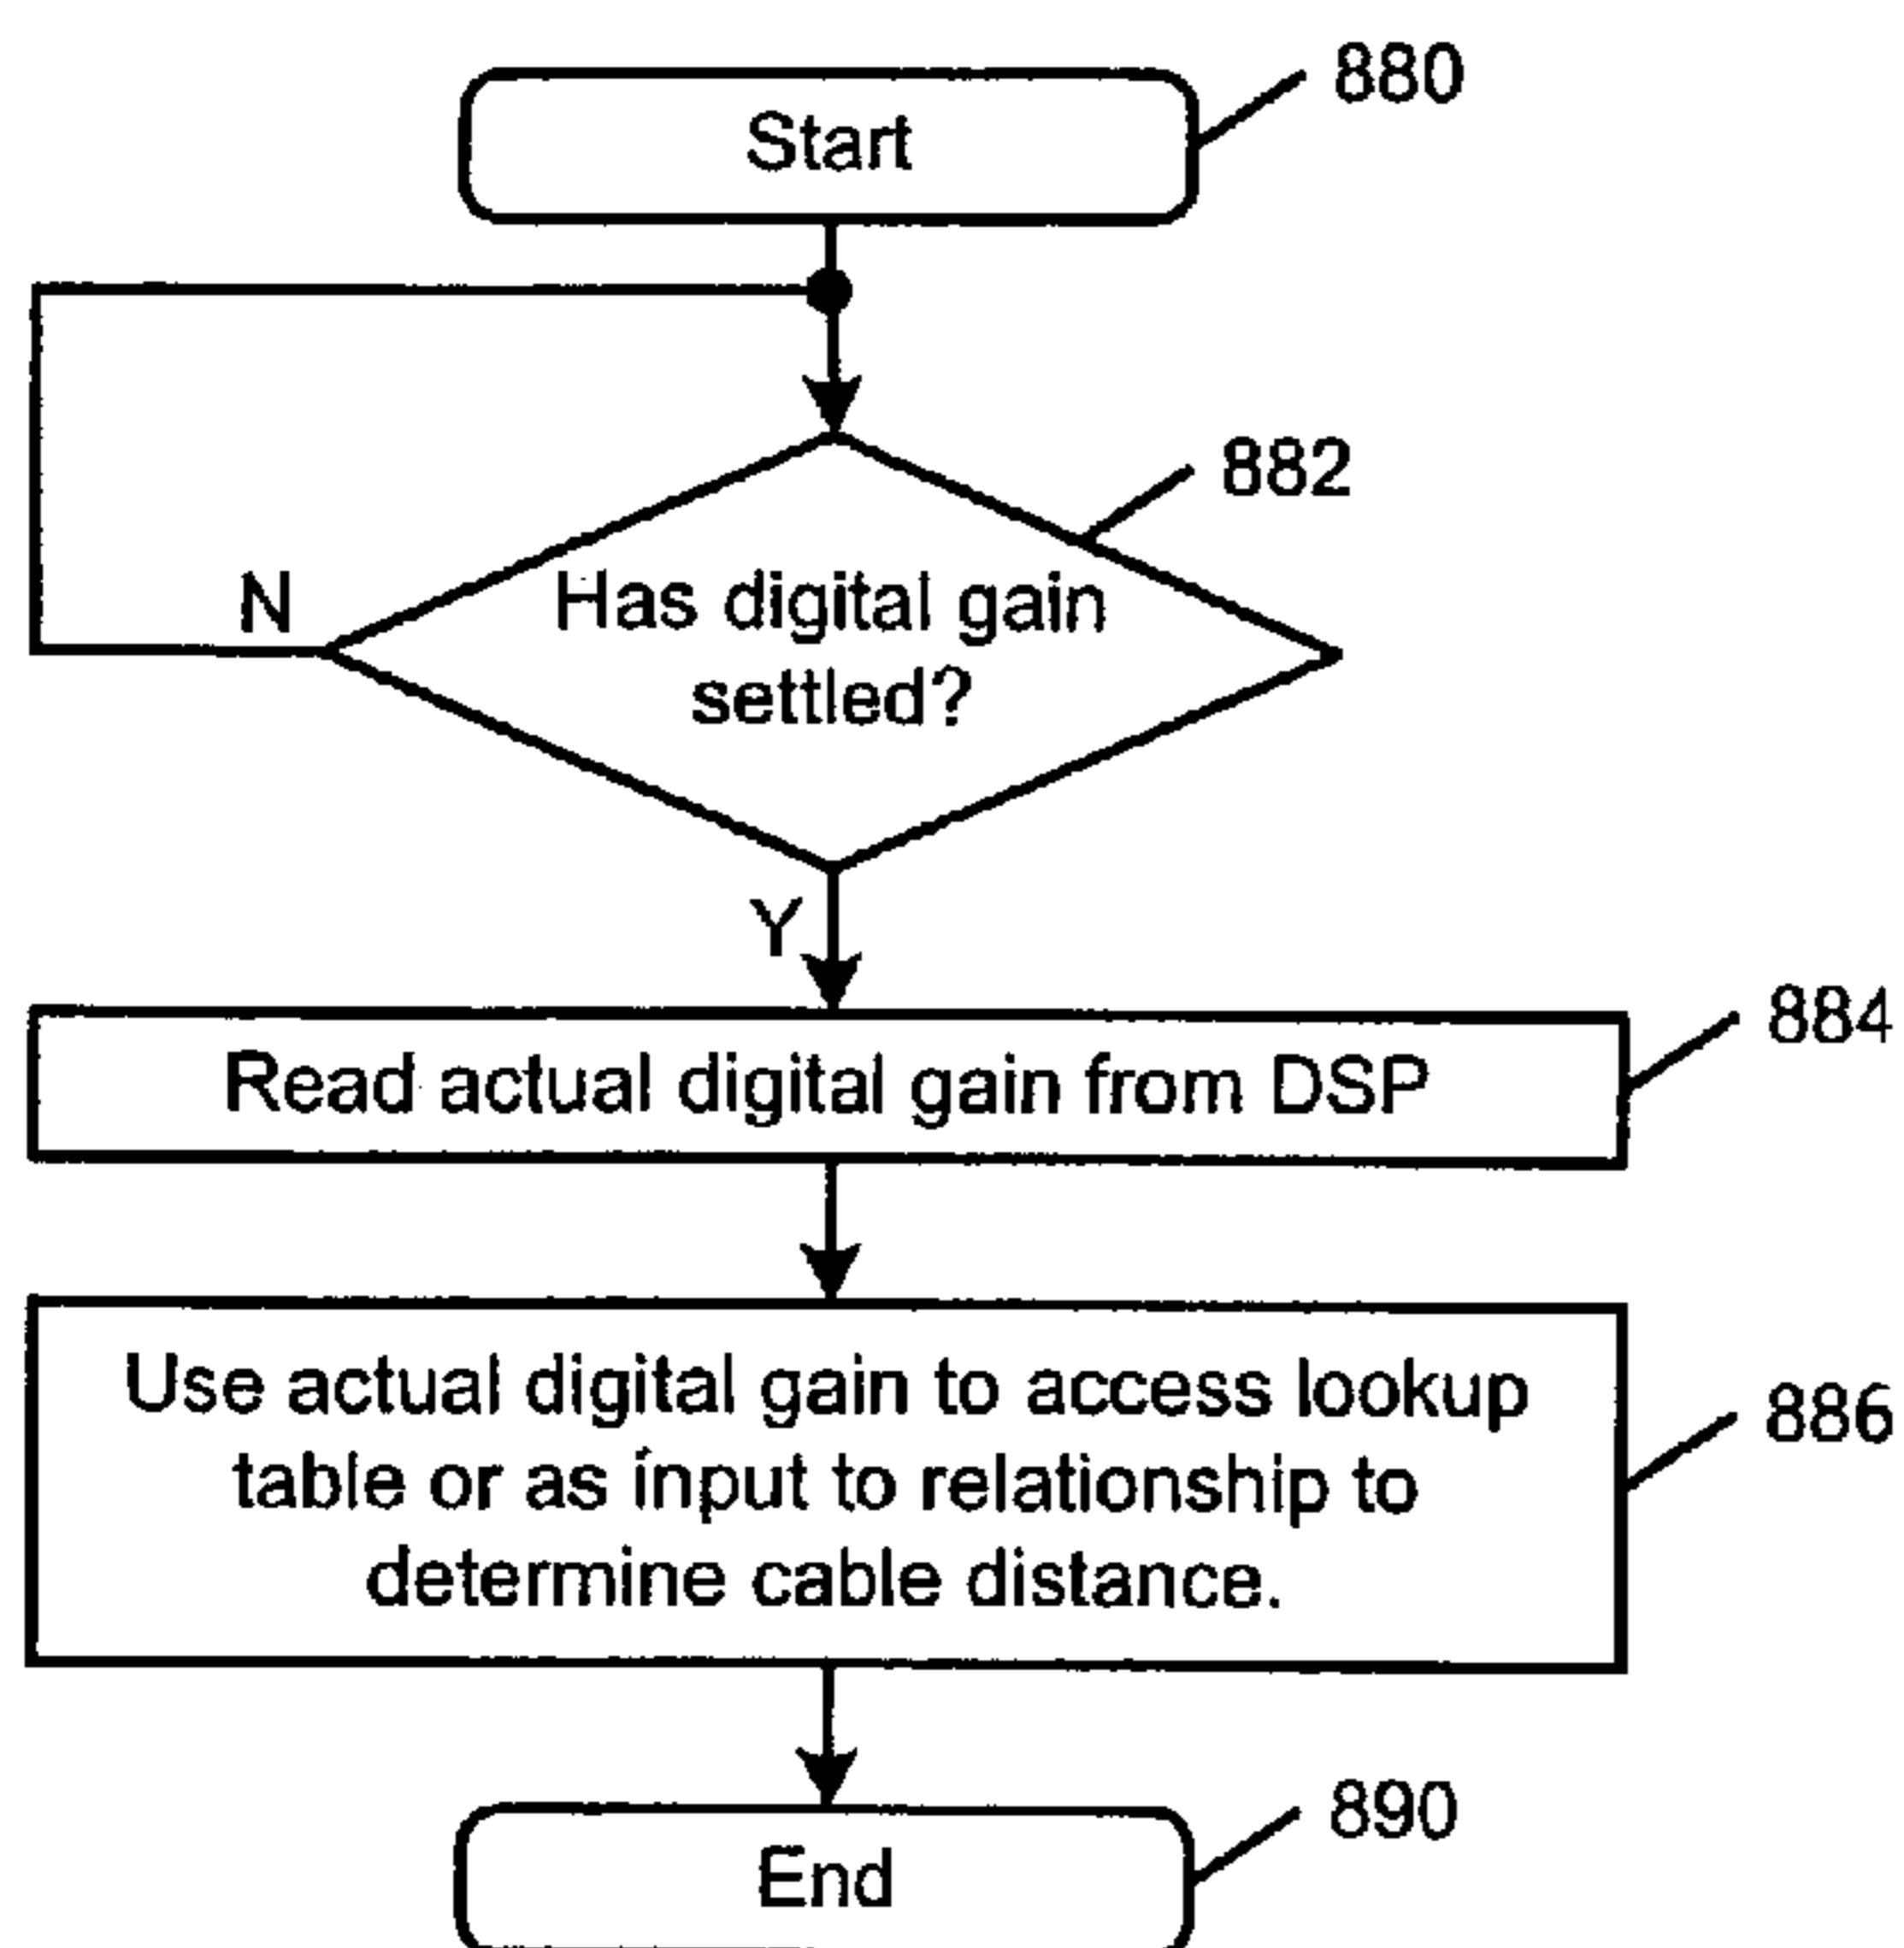 880
Start
882
N
Has digital gain
settled?
Y
884
Read actual digital gain from DSP
Use actual digital gain to access lookup
886
table or as input to relationship to
determine cable distance.
890
End